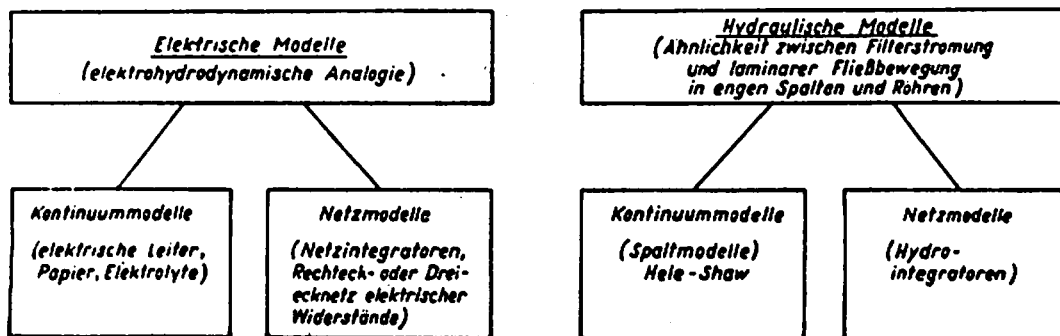 Elektrische Modelle
(elektrohydrodynamische Analogie)
Hydraulische Modelle
(Ähnlichkeit zwischen Filterstromung
und laminarer Fließbewegung
in engen Spalten und Röhren)
Kontinuummodelle
(elektrische Leiter,
Papier, Elektrolyte)
Netzmodelle
(Netzintegratoren,
Rechteck- oder Drei-
ecknetz elektrischer
Widerstände)
Kontinuummodelle
(Spaltmodelle)
Hele-Shaw
Netzmodelle
(Hydro-
integratoren)